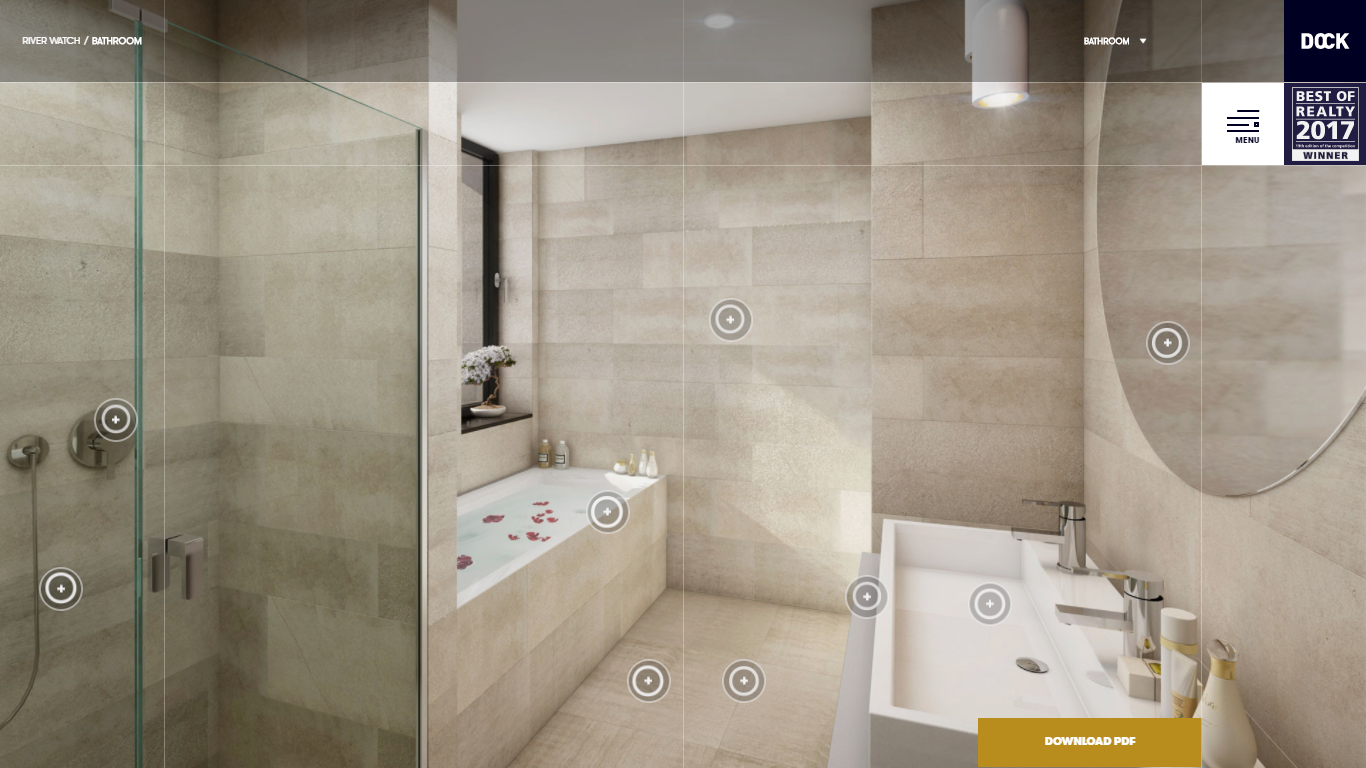 RIVER WATCH / BATHROOM
BATHROOM
DOCK
MENU
BEST OF
REALTY
2017
WINNER
DOWNLOAD PDF